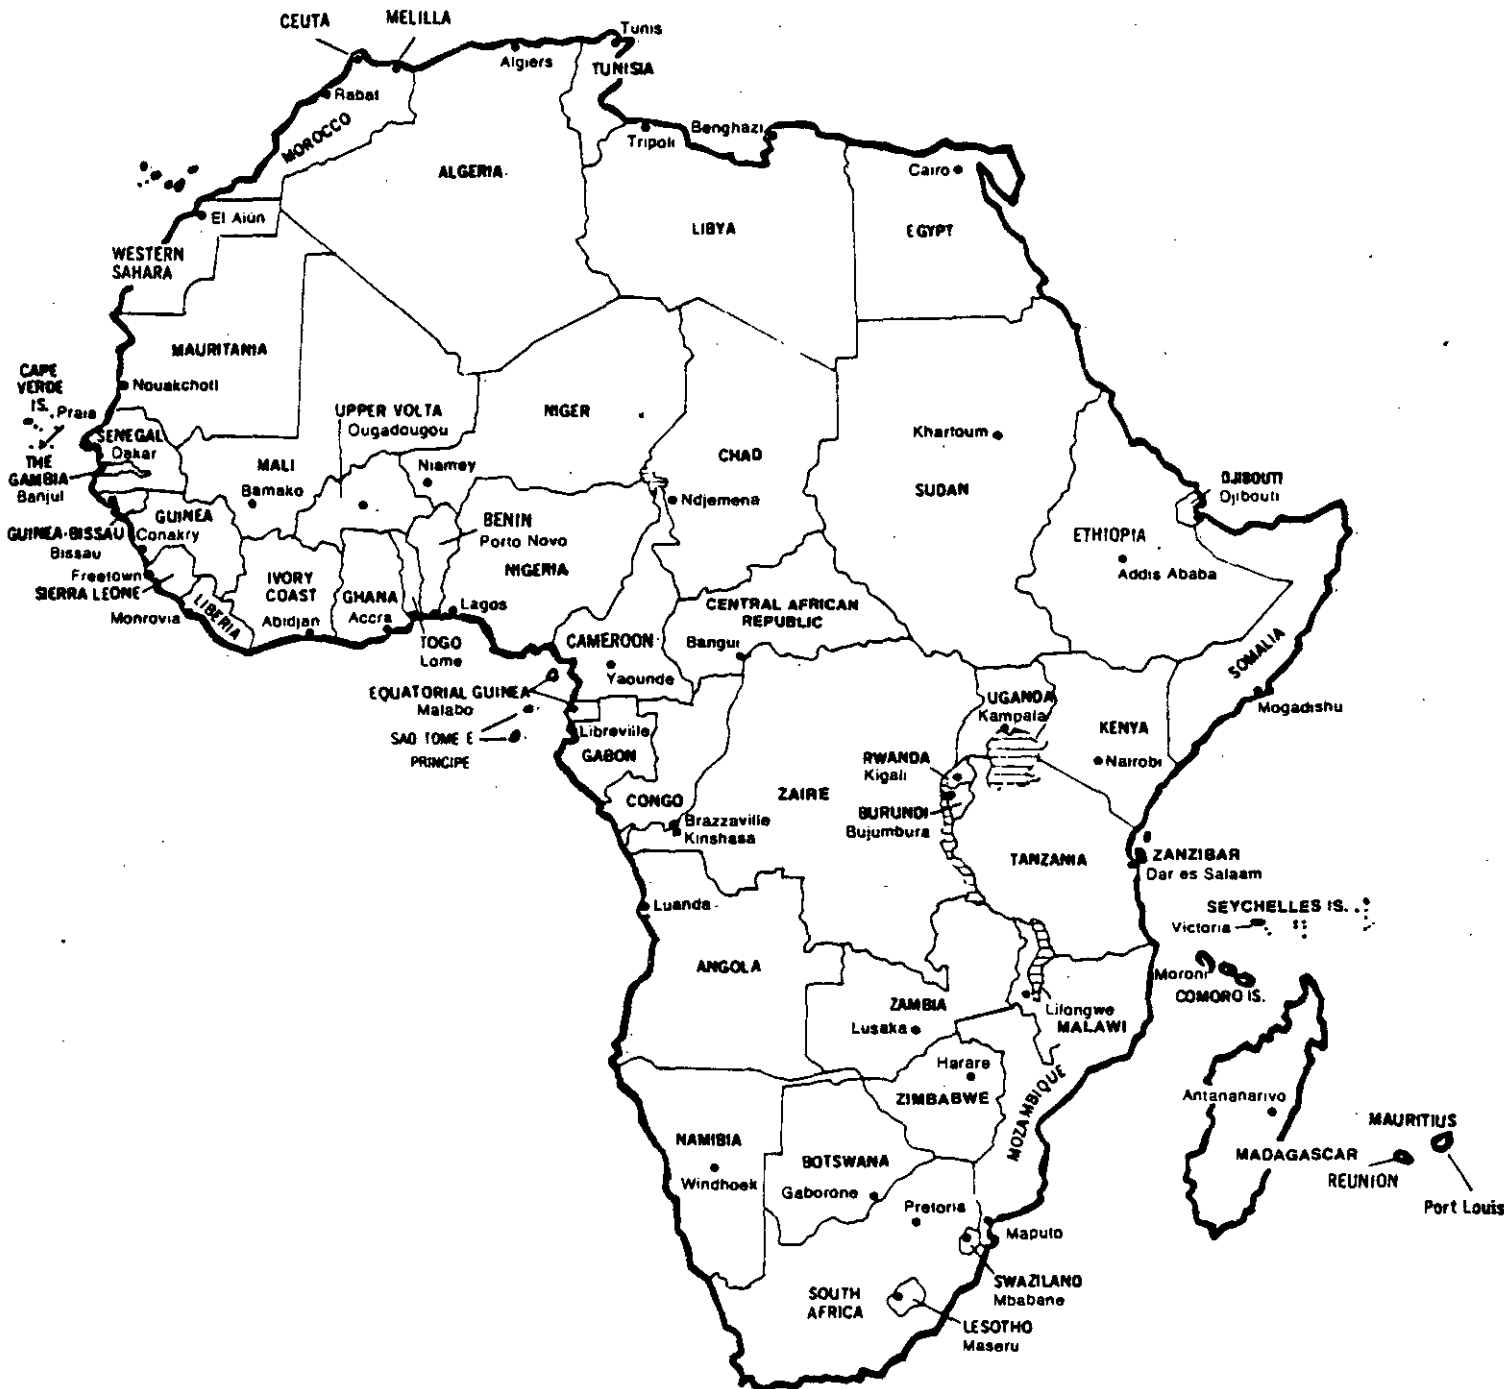 CEUTA
MELILLA
Tunis
Algiers
TUNISIA
Rabat
MOROCCO
Tripoli
Benghazi
Cairo
ALGERIA
El Aiún
LIBYA
EGYPT
WESTERN
SAHARA
MAURITANIA
CAPE
VERDE
IS.
Praia
Nouakchott
UPPER VOLTA
Ougadougou
NIGER
Khartoum
SENEGAL
Dakar
THE
GAMBIA
Banjul
MALI
Bamako
Niamey
CHAD
Ndjemena
SUDAN
DJIBOUTI
Djibouti
GUINEA
Conakry
GUINEA-BISSAU
Bissau
BENIN
Porto Novo
NIGERIA
ETHIOPIA
Addis Ababa
Freetown
SIERRA LEONE
IVORY
COAST
Abidjan
GHANA
Accra
Lagos
CENTRAL AFRICAN
REPUBLIC
Monrovia
LIBERIA
TOGO
Lome
CAMEROON
Yaounde
Bangui
SOMALIA
EQUATORIAL GUINEA
Malabo
UGANDA
Kampala
KENYA
Mogadishu
SAO TOME E
PRINCIPE
Libreville
GABON
Nairobi
RWANDA
Kigali
CONGO
ZAIRE
BURUNDI
Bujumbura
Brazzaville
Kinshasa
TANZANIA
ZANZIBAR
Dar es Salaam
Luanda
SEYCHELLES IS.
Victoria
ANGOLA
Moroni
COMORO IS.
ZAMBIA
Lusaka
Lilongwe
MALAWI
Harare
ZIMBABWE
MOZAMBIQUE
Antananarivo
MAURITIUS
NAMIBIA
Windhoek
BOTSWANA
Gaborone
MADAGASCAR
REUNION
Port Louis
Pretoria
Maputo
SWAZILAND
Mbabane
SOUTH
AFRICA
LESOTHO
Maseru